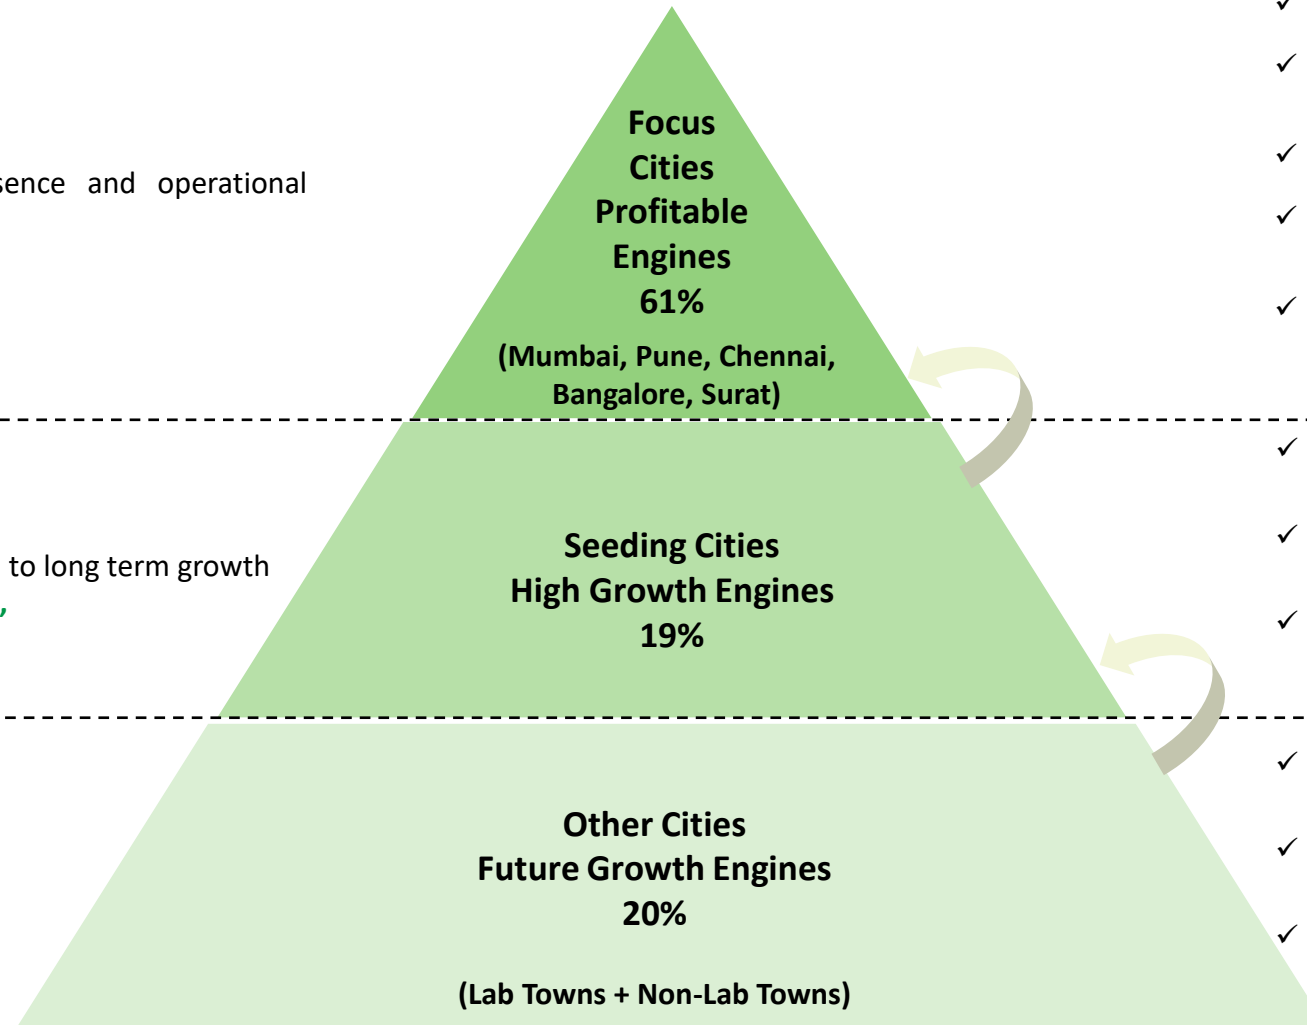 Focus
Cities
Profitable
Engines
61%
(Mumbai, Pune, Chennai,
Bangalore, Surat)
and operational
Seeding Cities
High Growth Engines
19%
to long term growth
,
Other Cities
Future Growth Engines
20%
(Lab Towns + Non-Lab Towns)